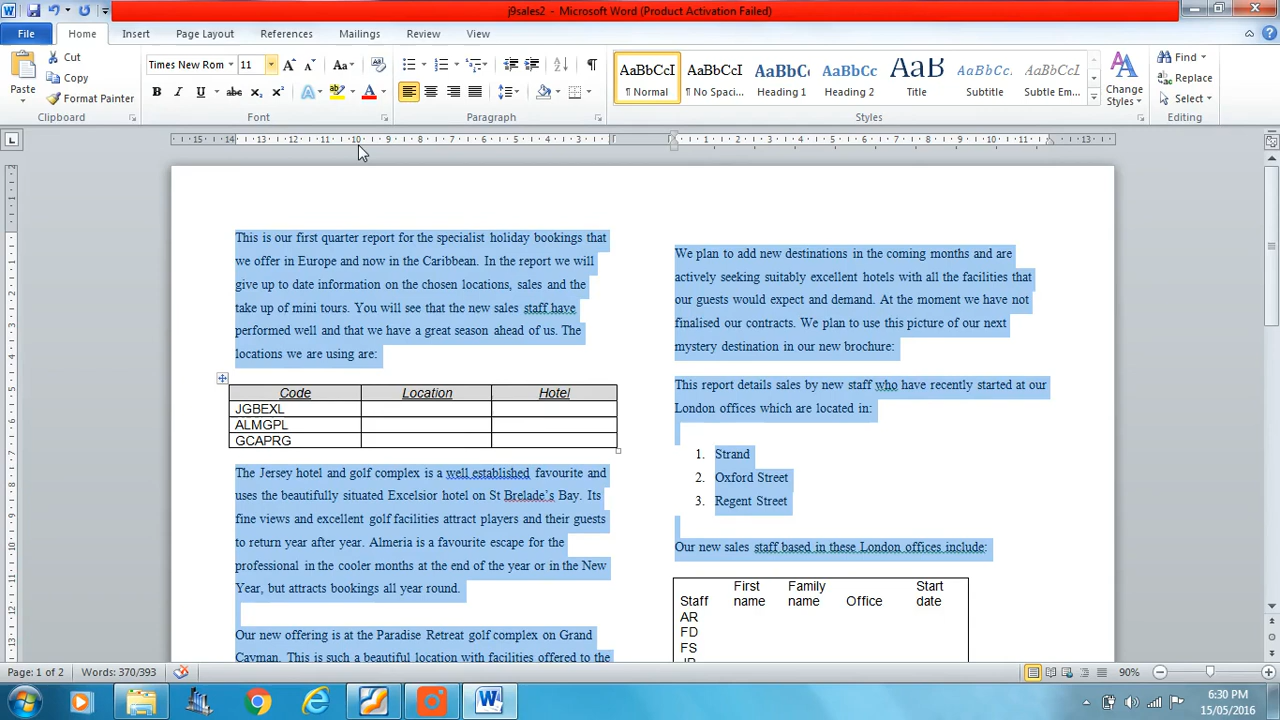 j9sales2 - Microsoft Word (Product Activation Failed)
File Home Insert Page Layout References Mailings Review View
Paste
Cut
Copy
Format Painter
Clipboard
Times New Rom 11
Font
Paragraph
AaBbCcI AaBbCcI AaBbCc AaBbCc AaB AaBbCcI AaBbCcI
¶ Normal ¶ No Spaci... Heading 1 Heading 2 Title Subtitle Subtle Em...
Change Styles
Styles
Find
Replace
Select
Editing
This is our first quarter report for the specialist holiday bookings that
we offer in Europe and now in the Caribbean. In the report we will
give up to date information on the chosen locations, sales and the
take up of mini tours. You will see that the new sales staff have
performed well and that we have a great season ahead of us. The
locations we are using are:
Code Location Hotel
JGBEXL
ALMGPL
GCAPRG
The Jersey hotel and golf complex is a well established favourite and
uses the beautifully situated Excelsior hotel on St Brelade's Bay. Its
fine views and excellent golf facilities attract players and their guests
to return year after year. Almeria is a favourite escape for the
professional in the cooler months at the end of the year or in the New
Year, but attracts bookings all year round.
Our new offering is at the Paradise Retreat golf complex on Grand
Cayman. This is such a beautiful location with facilities offered to the
We plan to add new destinations in the coming months and are
actively seeking suitably excellent hotels with all the facilities that
our guests would expect and demand. At the moment we have not
finalised our contracts. We plan to use this picture of our next
mystery destination in our new brochure:
This report details sales by new staff who have recently started at our
London offices which are located in:
1. Strand
2. Oxford Street
3. Regent Street
Our new sales staff based in these London offices include:
Staff First name Family name Office Start date
AR
FD
FS
Page: 1 of 2 Words: 370/393 90%
6:30 PM
15/05/2016